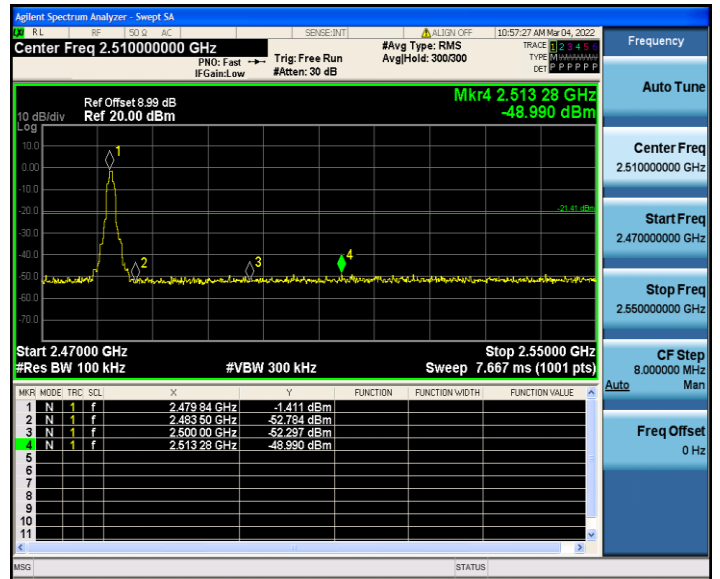 Agilent Spectrum Analyzer - Swept SA
RL RF 50 Ω AC SENSE:INT ALIGN OFF 10:57:27 AM Mar 04, 2022
Center Freq 2.510000000 GHz
PNO: Fast
IFGain:Low
Trig: Free Run
#Atten: 30 dB
#Avg Type: RMS
Avg|Hold: 300/300
TRACE 1 2 3 4 5 6
TYPE M
DET P P P P P P
Mkr4 2.513 28 GHz
-48.990 dBm
Ref Offset 8.99 dB
10 dB/div Ref 20.00 dBm
Log
10.0
0.00
-10.0
-20.0
-30.0
-40.0
-50.0
-60.0
-70.0
1
2
3
4
-21.41 dBm
Start 2.47000 GHz Stop 2.55000 GHz
#Res BW 100 kHz #VBW 300 kHz Sweep 7.667 ms (1001 pts)
MKR MODE TRC SCL X Y FUNCTION FUNCTION WIDTH FUNCTION VALUE
1 N 1 f 2.479 84 GHz -1.411 dBm
2 N 1 f 2.483 50 GHz -52.784 dBm
3 N 1 f 2.500 00 GHz -52.297 dBm
4 N 1 f 2.513 28 GHz -48.990 dBm
5
6
7
8
9
10
11
MSG STATUS
Frequency
Auto Tune
Center Freq
2.510000000 GHz
Start Freq
2.470000000 GHz
Stop Freq
2.550000000 GHz
CF Step
8.000000 MHz
Auto Man
Freq Offset
0 Hz